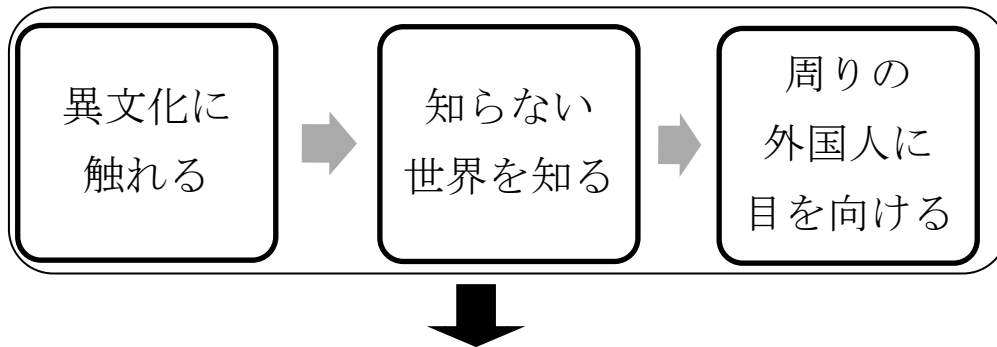 異文化に
触れる
知らない
世界を知る
周りの
外国人に
目を向ける